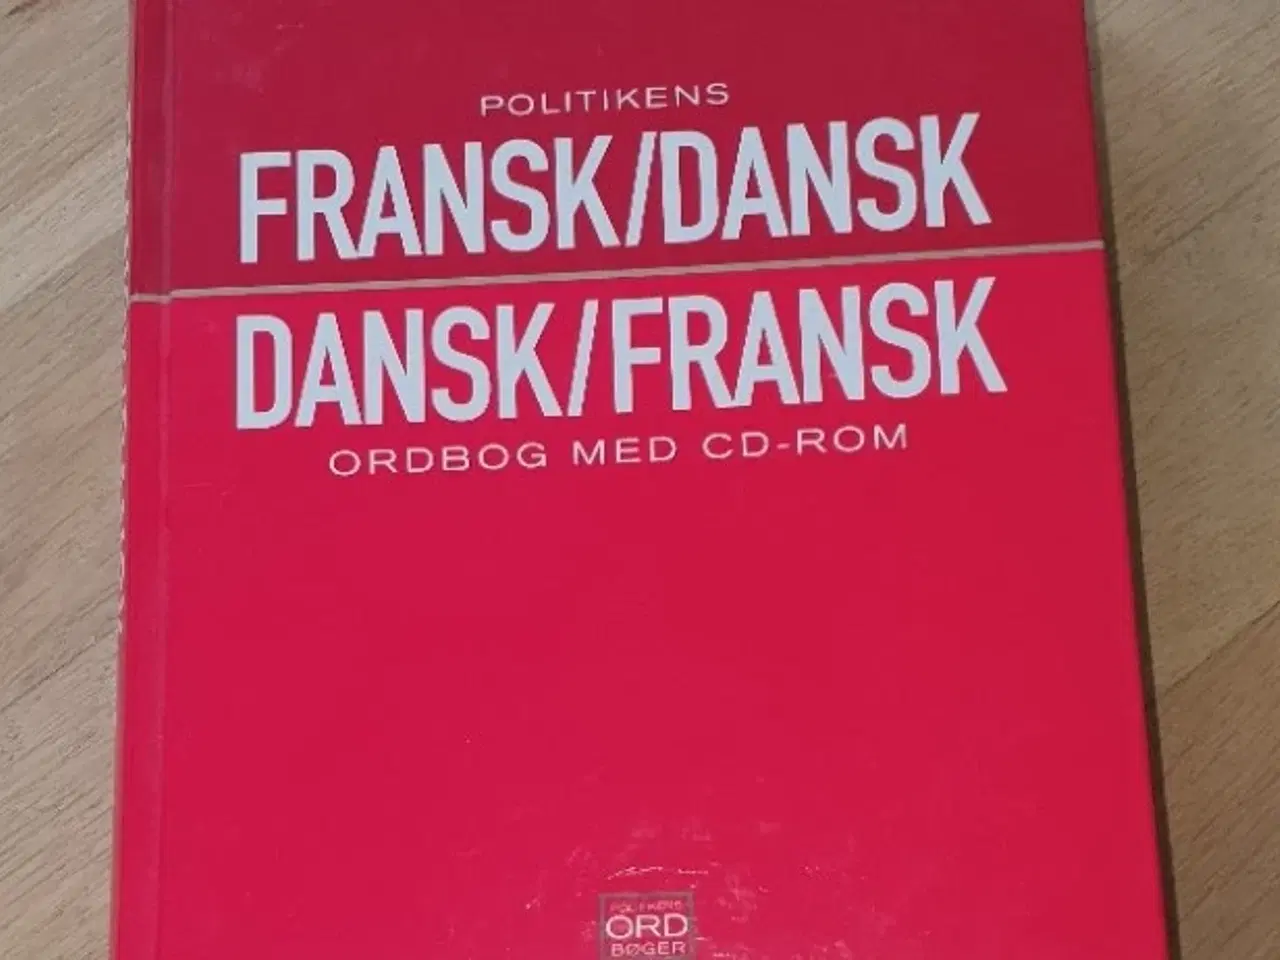 POLITIKENS
FRANSK/DANSK
DANSK/FRANSK
ORDBOG MED CD-ROM
POLITIKENS
ORD
BØGER